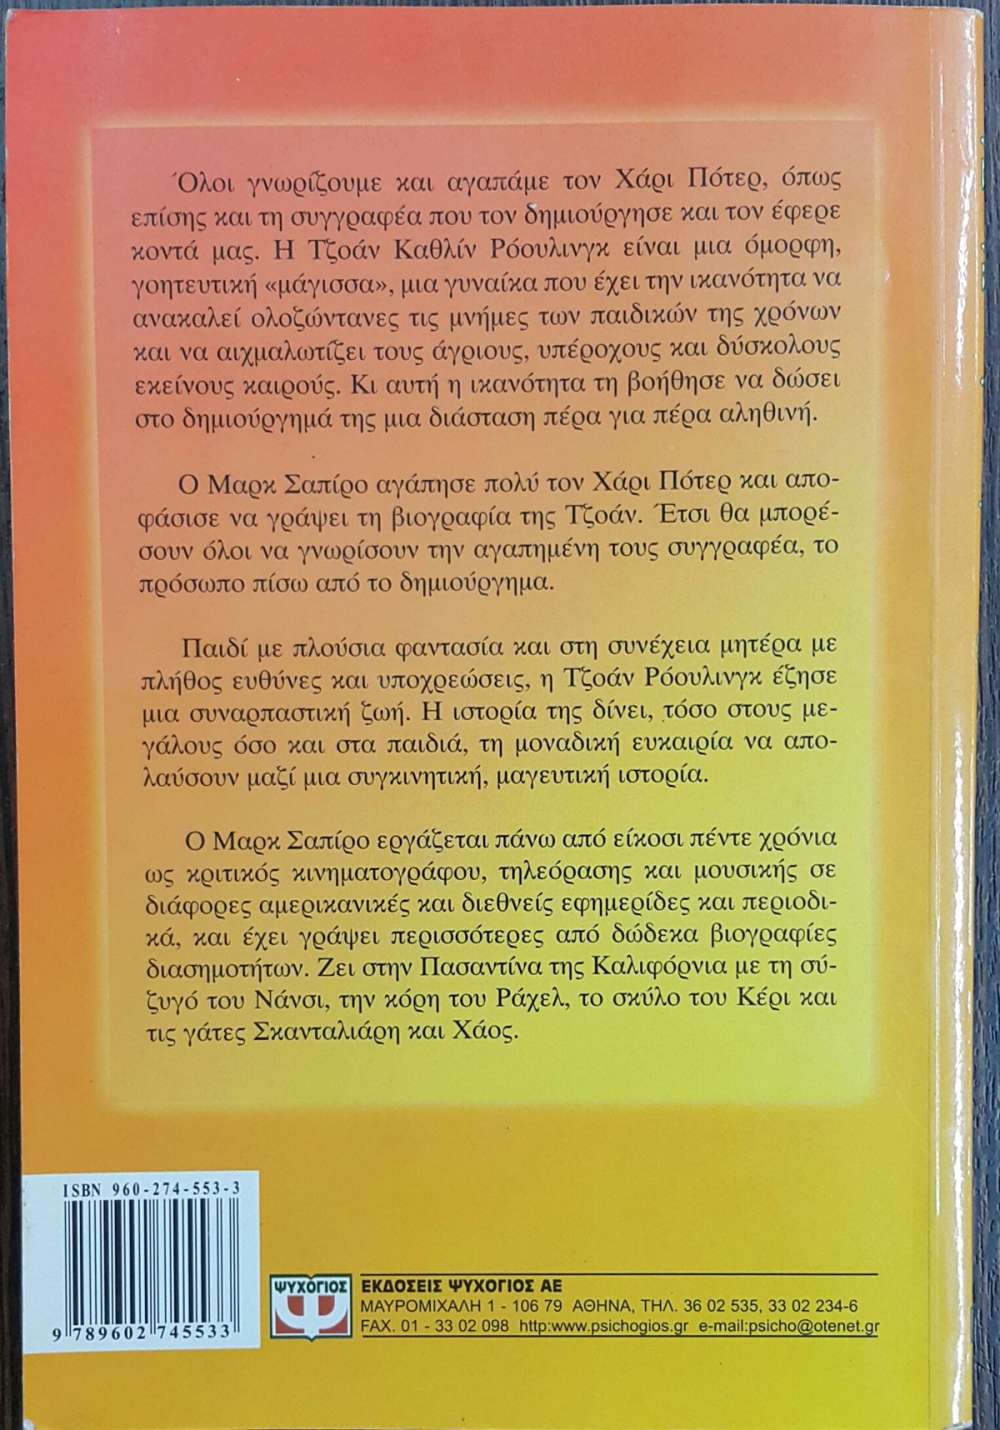 Όλοι γνωρίζουμε και αγαπάμε τον Χάρι Πότερ, όπως
επίσης και τη συγγραφέα που τον δημιούργησε και τον έφερε
κοντά μας. Η Τζοάν Καθλίν Ρόουλινγκ είναι μια όμορφη,
γοητευτική «μάγισσα», μια γυναίκα που έχει την ικανότητα να
ανακαλεί ολοζώντανες τις μνήμες των παιδικών της χρόνων
και να αιχμαλωτίζει τους άγριους, υπέροχους και δύσκολους
εκείνους καιρούς. Κι αυτή η ικανότητα τη βοήθησε να δώσει
στο δημιούργημά της μια διάσταση πέρα για πέρα αληθινή.
Ο Μαρκ Σαπίρο αγάπησε πολύ τον Χάρι Πότερ και απο-
φάσισε να γράψει τη βιογραφία της Τζοάν. Έτσι θα μπορέ-
σουν όλοι να γνωρίσουν την αγαπημένη τους συγγραφέα, το
πρόσωπο πίσω από το δημιούργημα.
Παιδί με πλούσια φαντασία και στη συνέχεια μητέρα με
πλήθος ευθύνες και υποχρεώσεις, η Τζοάν Ρόουλινγκ έζησε
μια συναρπαστική ζωή. Η ιστορία της δίνει, τόσο στους με-
γάλους όσο και στα παιδιά, τη μοναδική ευκαιρία να απο-
λαύσουν μαζί μια συγκινητική, μαγευτική ιστορία.
Ο Μαρκ Σαπίρο εργάζεται πάνω από είκοσι πέντε χρόνια
ως κριτικός κινηματογράφου, τηλεόρασης και μουσικής σε
διάφορες αμερικανικές και διεθνείς εφημερίδες και περιοδι-
κά, και έχει γράψει περισσότερες από δώδεκα βιογραφίες
διασημοτήτων. Ζει στην Πασαντίνα της Καλιφόρνια με τη σύ-
ζυγό του Νάνσι, την κόρη του Ράχελ, το σκύλο του Κέρι και
τις γάτες Σκανταλιάρη και Χάος.
ISBN 960-274-553-3
9 789602 745533
ΨΥΧΟΓΙΟΣ
ΕΚΔΟΣΕΙΣ ΨΥΧΟΓΙΟΣ ΑΕ
ΜΑΥΡΟΜΙΧΑΛΗ 1 - 106 79 ΑΘΗΝΑ, ΤΗΛ. 36 02 535, 33 02 234-6
FAX. 01 - 33 02 098 http:www.psichogios.gr e-mail:psicho@otenet.gr